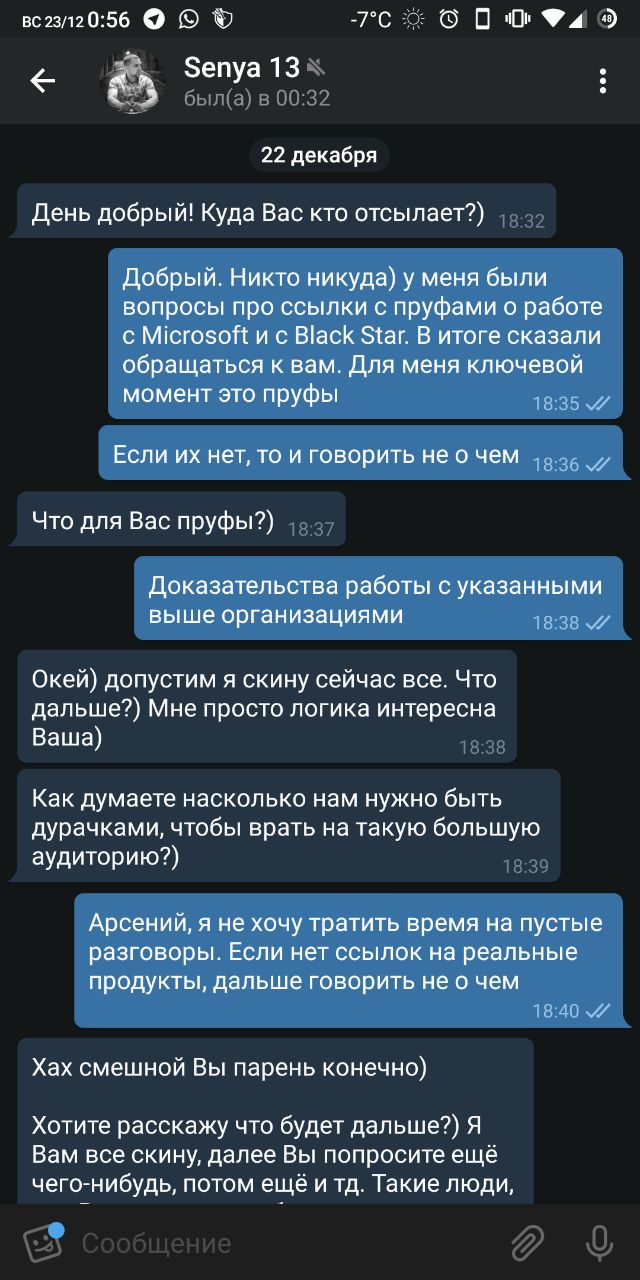 ВС 23/12 0:56 -7°C 48
Senya 13
был(а) в 00:32
22 декабря
День добрый! Куда Вас кто отсылает?) 18:32
Добрый. Никто никуда) у меня были
вопросы про ссылки с пруфами о работе
с Microsoft и с Black Star. В итоге сказали
обращаться к вам. Для меня ключевой
момент это пруфы 18:35
Если их нет, то и говорить не о чем 18:36
Что для Вас пруфы?) 18:37
Доказательства работы с указанными
выше организациями 18:38
Окей) допустим я скину сейчас все. Что
дальше?) Мне просто логика интересна
Ваша) 18:38
Как думаете насколько нам нужно быть
дурачками, чтобы врать на такую большую
аудиторию?) 18:39
Арсений, я не хочу тратить время на пустые
разговоры. Если нет ссылок на реальные
продукты, дальше говорить не о чем
18:40
Хах смешной Вы парень конечно)
Хотите расскажу что будет дальше?) Я
Вам все скину, далее Вы попросите ещё
чего-нибудь, потом ещё и тд. Такие люди,
Сообщение